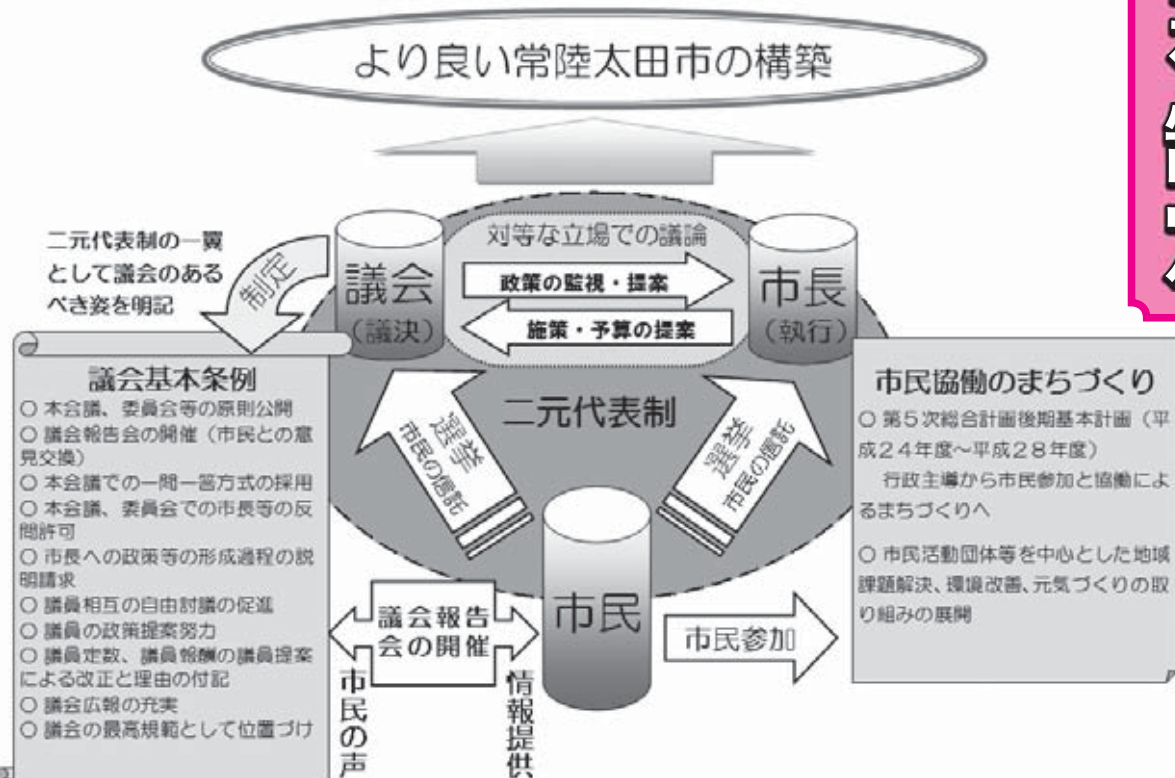 より良い常陸太田市の構築
二元代表制の一翼
として議会のある
べき姿を明記
制定
議会
（議決）
対等な立場での議論
政策の監視・提案
施策・予算の提案
市長
（執行）
二元代表制
選挙
市民の信託
選挙
市民の信託
市民
議会基本条例
○ 本会議、委員会等の原則公開
○ 議会報告会の開催（市民との意
見交換）
○ 本会議での一問一答方式の採用
○ 本会議、委員会での市長等の反
問許可
○ 市長への政策等の形成過程の説
明請求
○ 議員相互の自由討議の促進
○ 議員の政策提案努力
○ 議員定数、議員報酬の議員提案
による改正と理由の付記
○ 議会広報の充実
○ 議会の最高規範として位置づけ
議会報告
会の開催
市民の声
情報提供
市民参加
市民協働のまちづくり
○ 第５次総合計画後期基本計画（平
成２４年度～平成２８年度）
行政主導から市民参加と協働によ
るまちづくりへ
○ 市民活動団体等を中心とした地域
課題解決、環境改善、元気づくりの取
り組みの展開